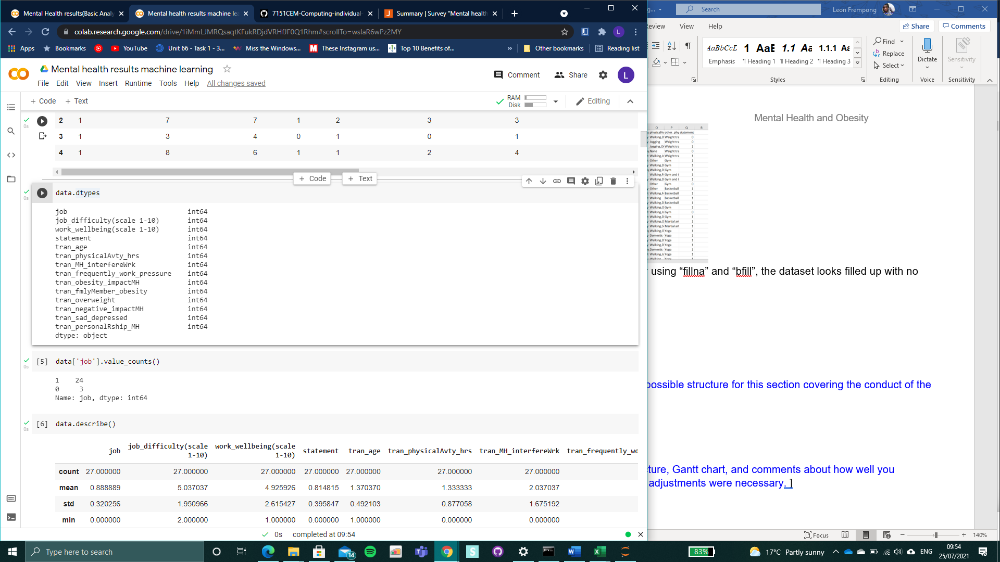 Mental Health results(Basic Analy
Mental health results machine le
7151CEM-Computing-individual-
Summary | Survey "Mental health
colab.research.google.com/drive/1iMmLJMRQsaqtKFukRDjdVRHfJF0Q1Rhm#scrollTo=wslaR6wPz2MY
Apps
Bookmarks
YouTube
Unit 66 - Task 1 - 3...
Miss the Windows...
These Instagram us...
Top 10 Benefits of...
»
Other bookmarks
Reading list
Mental health results machine learning
File Edit View Insert Runtime Tools Help All changes saved
Comment
Share
L
+ Code + Text
RAM
Disk
Editing
2 1 7 7 1 2 3 3
3 1 3 4 0 1 0 1
4 1 8 6 1 1 2 4
+ Code + Text
data.dtypes
job int64
job_difficulty(scale 1-10) int64
work_wellbeing(scale 1-10) int64
statement int64
tran_age int64
tran_physicalAvty_hrs int64
tran_MH_interfereWrk int64
tran_frequently_work_pressure int64
tran_obesity_impactMH int64
tran_fmlyMember_obesity int64
tran_overweight int64
tran_negative_impactMH int64
tran_sad_depressed int64
tran_personalRship_MH int64
dtype: object
[5] data['job'].value_counts()
1 24
0 3
Name: job, dtype: int64
[6] data.describe()
job job_difficulty(scale 1-10) work_wellbeing(scale 1-10) statement tran_age tran_physicalAvty_hrs tran_MH_interfereWrk tran_frequently_wo
count 27.000000 27.000000 27.000000 27.000000 27.000000 27.000000 27.000000
mean 0.888889 5.037037 4.925926 0.814815 1.370370 1.333333 2.037037
std 0.320256 1.950966 2.615427 0.395847 0.492103 0.877058 1.675192
min 0.000000 2.000000 1.000000 0.000000 1.000000 0.000000 0.000000
0s completed at 09:54
Search
Leon Frempong
View Help
Share
Comments
AaBbCcL 1 AaE 1.1 Aa 1.1.1 Aa
Emphasis ¶ Heading 1 ¶ Heading 2 ¶ Heading 3
Styles
Find
Replace
Select
Editing
Dictate
Voice
Sensitivity
Sensitivity
Mental Health and Obesity
using “fillna” and “bfill”, the dataset looks filled up with no
possible structure for this section covering the conduct of the
cture, Gantt chart, and comments about how well you
adjustments were necessary. ]
Focus
140%
Type here to search
14
83%
17°C Partly sunny
ENG
09:54
25/07/2021